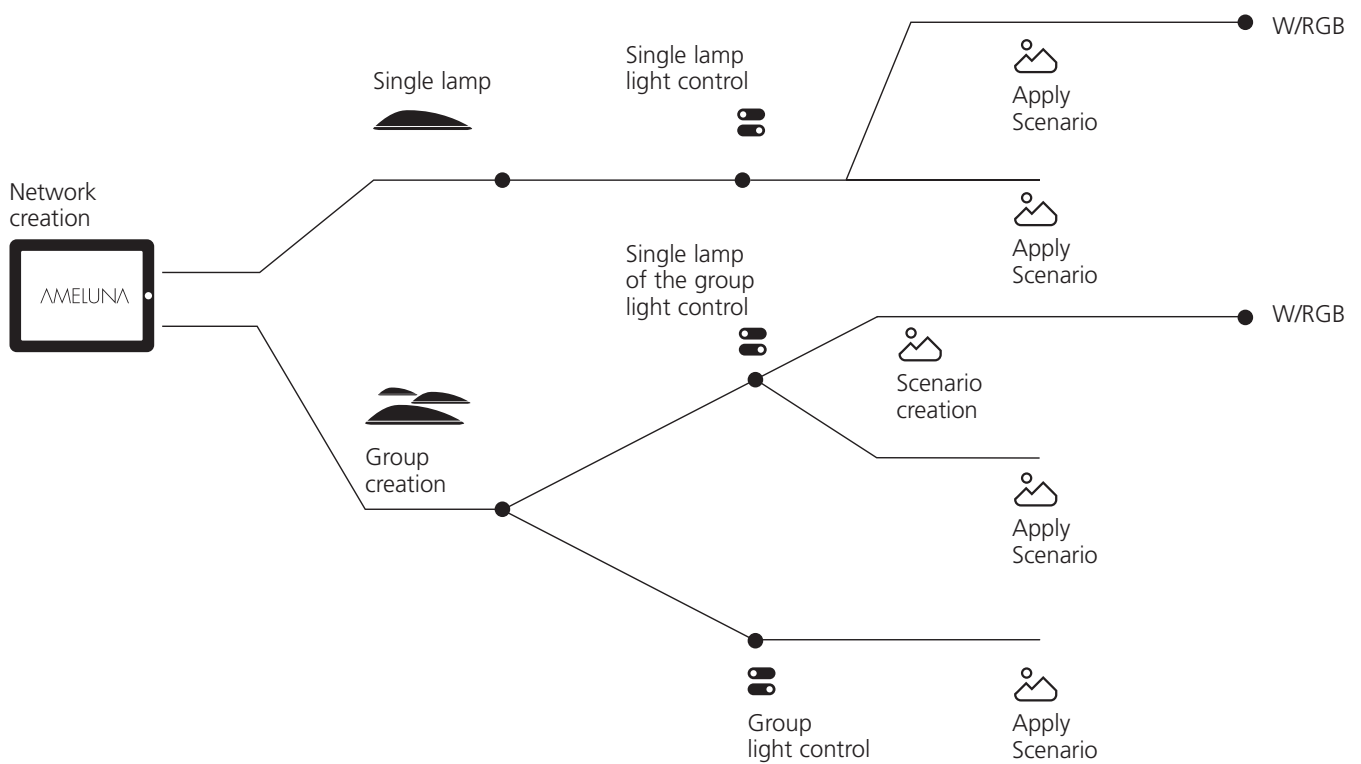 W/RGB
Single lamp
Single lamp
light control
Apply
Scenario
Network
creation
AMELUNA
Apply
Scenario
Single lamp
of the group
light control
W/RGB
Scenario
creation
Group
creation
Apply
Scenario
Group
light control
Apply
Scenario